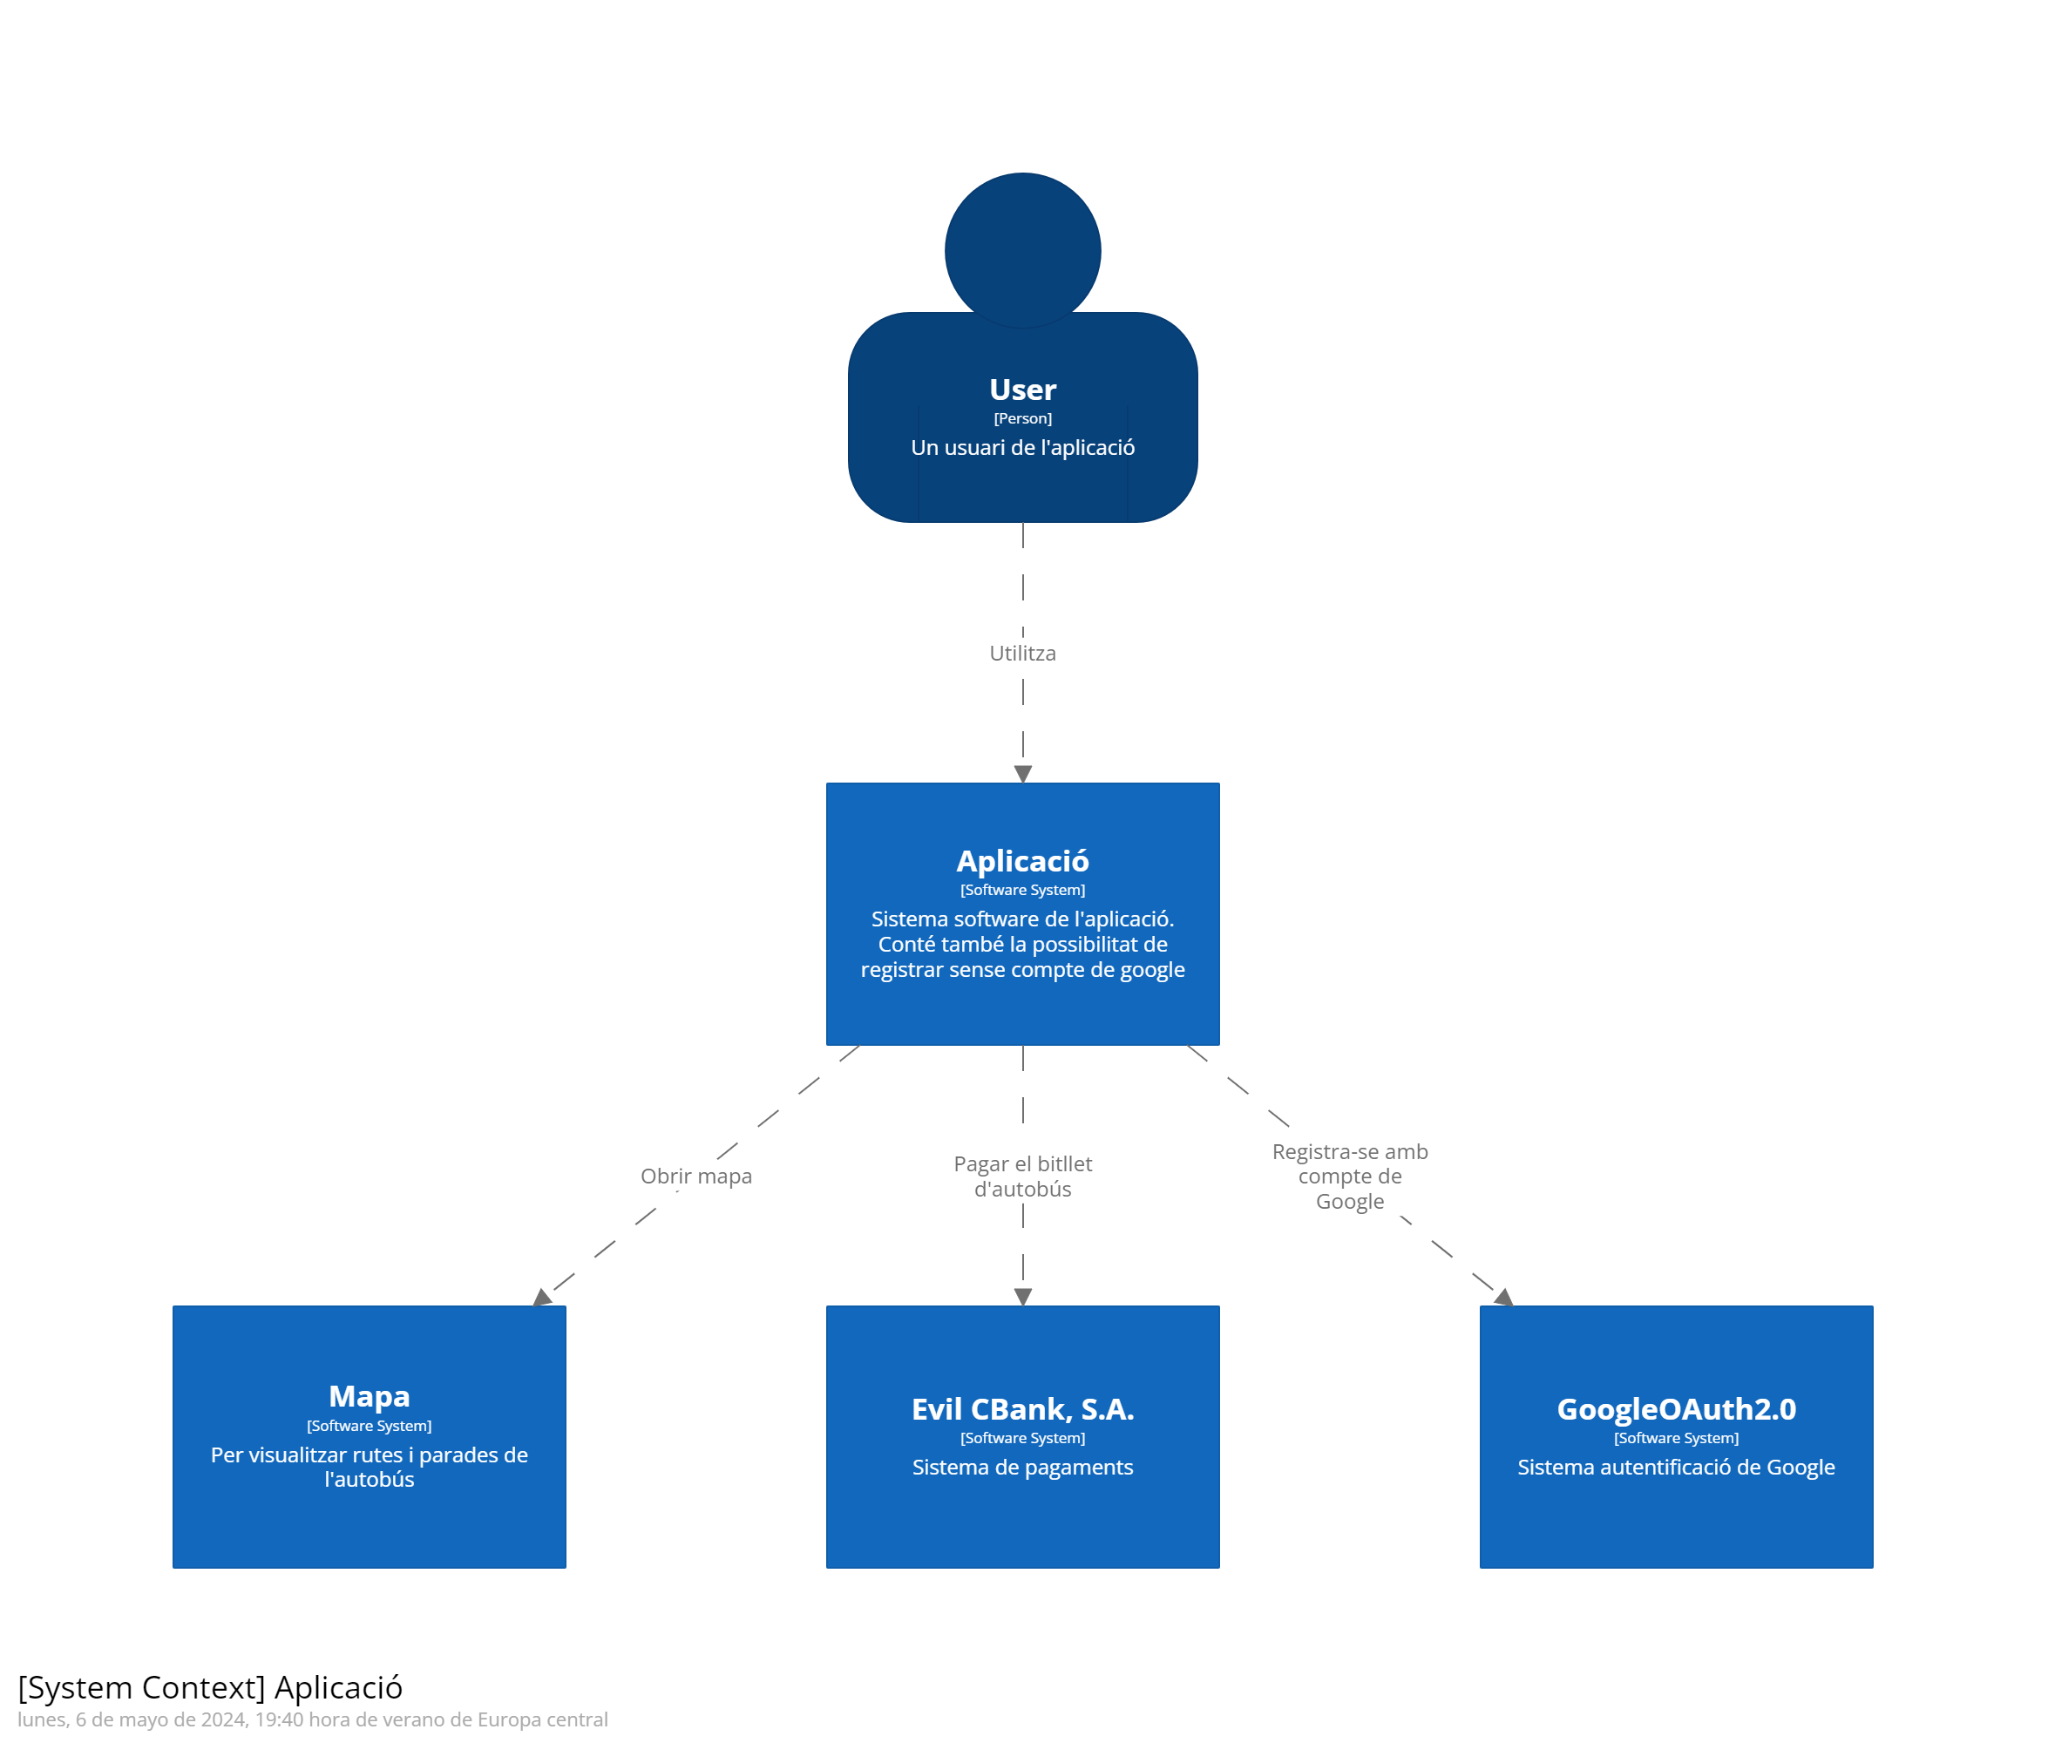 User
[Person]
Un usuari de l'aplicació
Utilitza
Aplicació
[Software System]
Sistema software de l'aplicació.
Conté també la possibilitat de
registrar sense compte de google
Obrir mapa
Pagar el bitllet
d'autobús
Registra-se amb
compte de
Google
Mapa
[Software System]
Per visualitzar rutes i parades de
l'autobús
Evil CBank, S.A.
[Software System]
Sistema de pagaments
GoogleOAuth2.0
[Software System]
Sistema autentificació de Google
[System Context] Aplicació
lunes, 6 de mayo de 2024, 19:40 hora de verano de Europa central